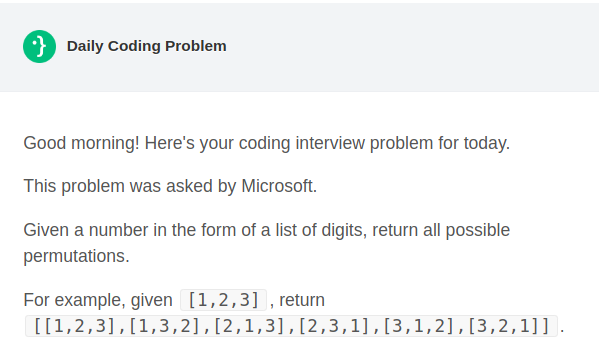 Daily Coding Problem
Good morning! Here's your coding interview problem for today.
This problem was asked by Microsoft.
Given a number in the form of a list of digits, return all possible
permutations.
For example, given [1,2,3], return
[[1,2,3],[1,3,2],[2,1,3],[2,3,1],[3,1,2],[3,2,1]].